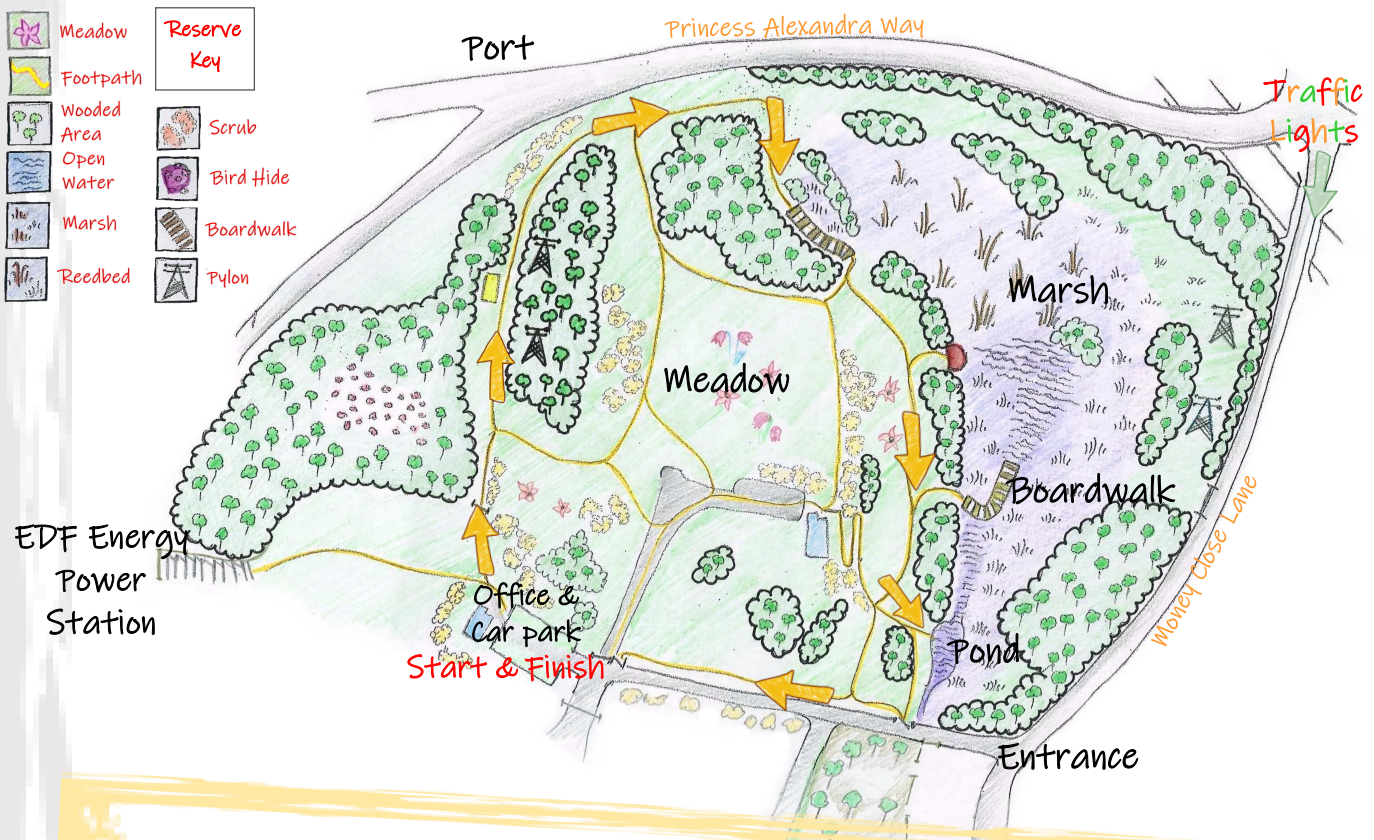 Meadow
Footpath
Wooded
Area
Open
Water
Marsh
Reedbed
Reserve
Key
Scrub
Bird Hide
Boardwalk
Pylon
Port
Princess Alexandra Way
Traffic
Lights
Marsh
Meadow
Boardwalk
EDF Energy
Power
Station
Office &
Car park
Start & Finish
Pond
Money Close Lane
Entrance